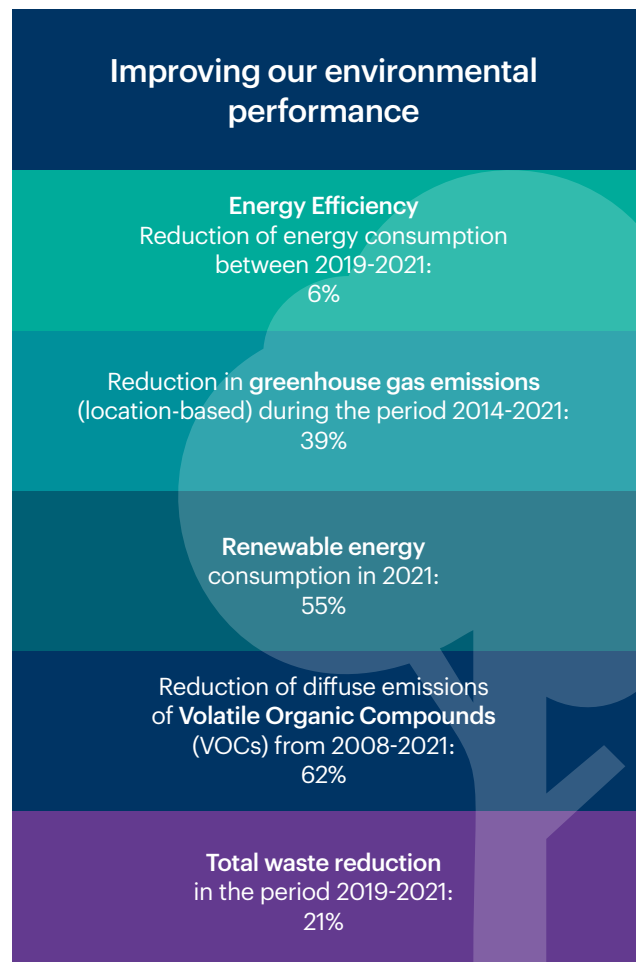 Improving our environmental
performance
Energy Efficiency
Reduction of energy consumption
between 2019-2021:
6%
Reduction in greenhouse gas emissions
(location-based) during the period 2014-2021:
39%
Renewable energy
consumption in 2021:
55%
Reduction of diffuse emissions
of Volatile Organic Compounds
(VOCs) from 2008-2021:
62%
Total waste reduction
in the period 2019-2021:
21%